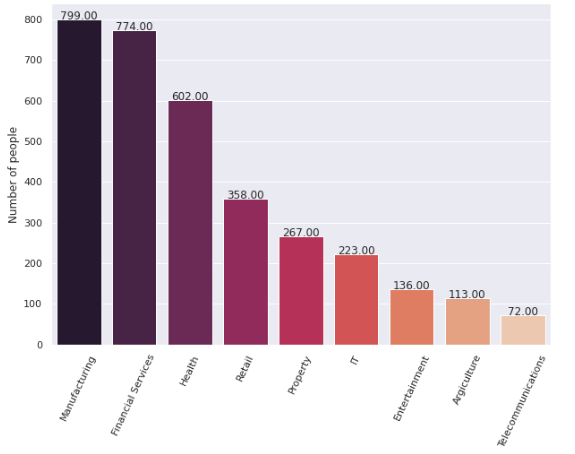 800
700
600
500
400
300
200
100
0
Number of people
799.00
774.00
602.00
358.00
267.00
223.00
136.00
113.00
72.00
Manufacturing
Financial Services
Health
Retail
Property
IT
Entertainment
Argiculture
Telecommunications